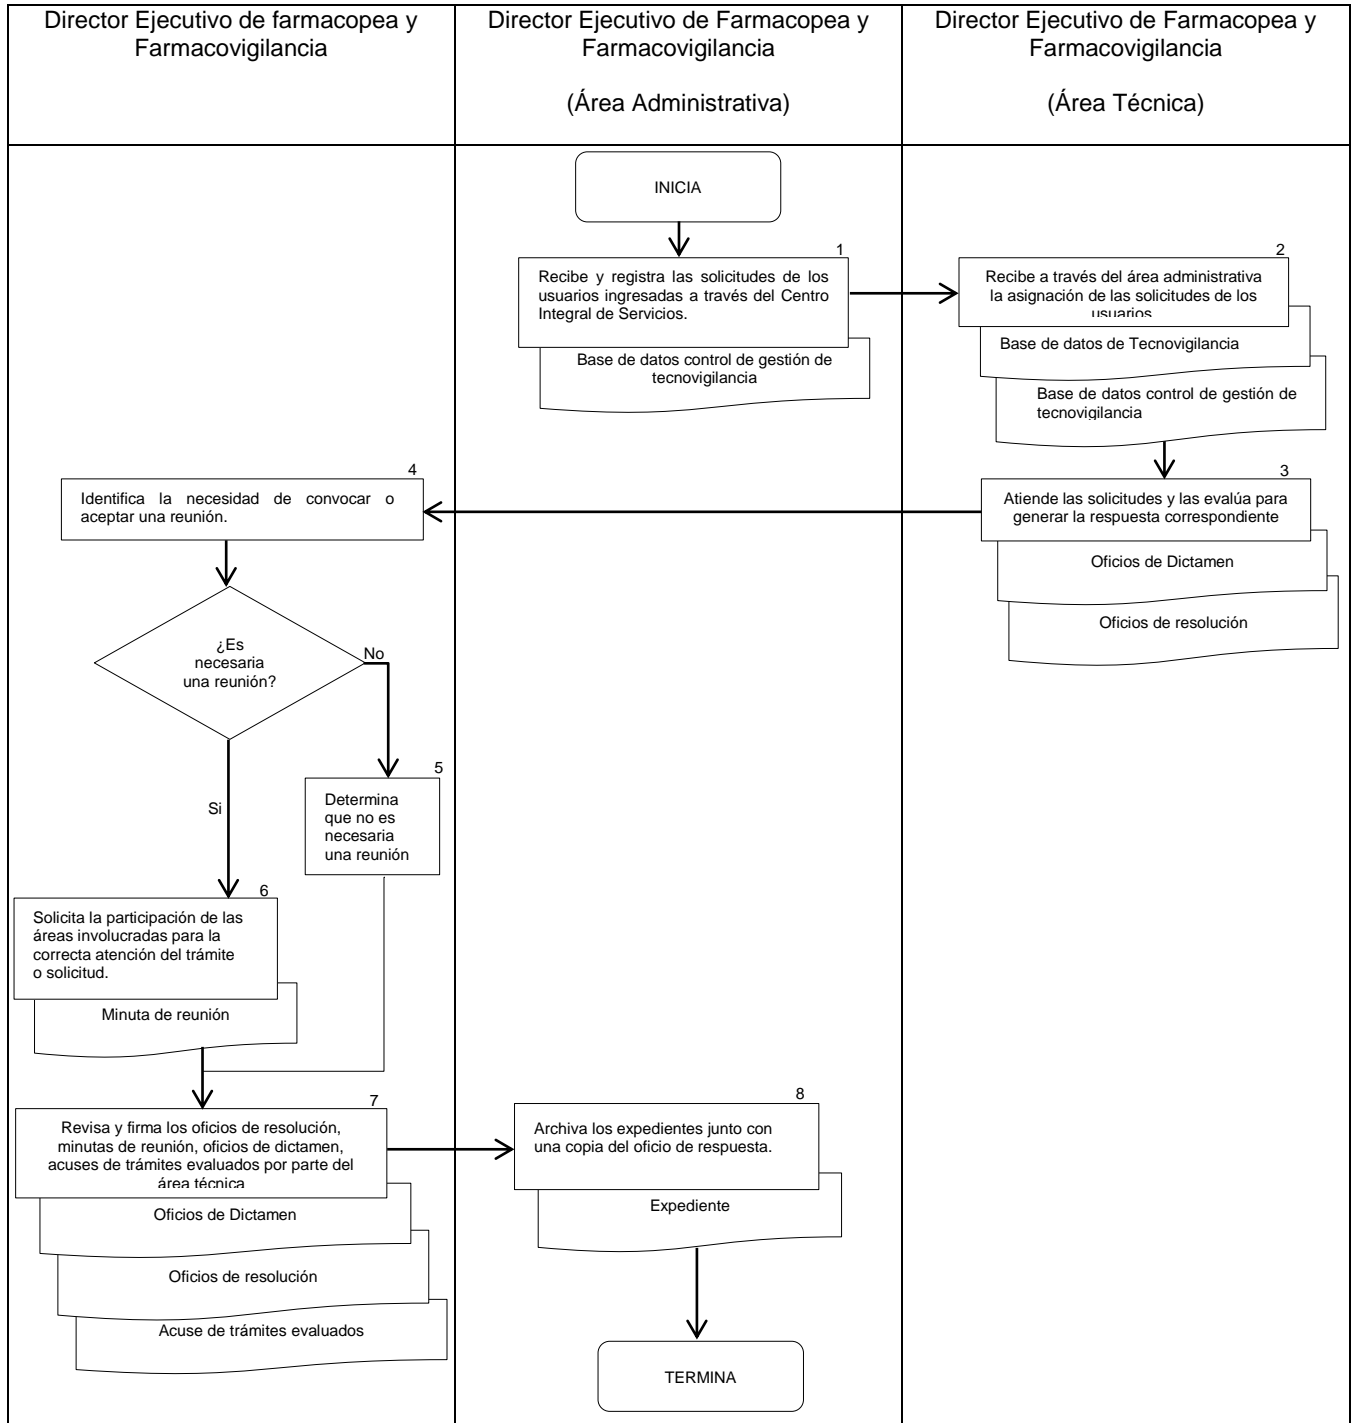 Director Ejecutivo de farmacopea y
Farmacovigilancia
Director Ejecutivo de Farmacopea y
Farmacovigilancia
(Área Administrativa)
Director Ejecutivo de Farmacopea y
Farmacovigilancia
(Área Técnica)
INICIA
1
Recibe y registra las solicitudes de los
usuarios ingresadas a través del Centro
Integral de Servicios.
Base de datos control de gestión de
tecnovigilancia
2
Recibe a través del área administrativa
la asignación de las solicitudes de los
usuarios
Base de datos de Tecnovigilancia
Base de datos control de gestión de
tecnovigilancia
3
Atiende las solicitudes y las evalúa para
generar la respuesta correspondiente
Oficios de Dictamen
Oficios de resolución
4
Identifica la necesidad de convocar o
aceptar una reunión.
¿Es
necesaria
una reunión?
No
Si
5
Determina
que no es
necesaria
una reunión
6
Solicita la participación de las
áreas involucradas para la
correcta atención del trámite
o solicitud.
Minuta de reunión
7
Revisa y firma los oficios de resolución,
minutas de reunión, oficios de dictamen,
acuses de trámites evaluados por parte del
área técnica
Oficios de Dictamen
Oficios de resolución
Acuse de trámites evaluados
8
Archiva los expedientes junto con
una copia del oficio de respuesta.
Expediente
TERMINA